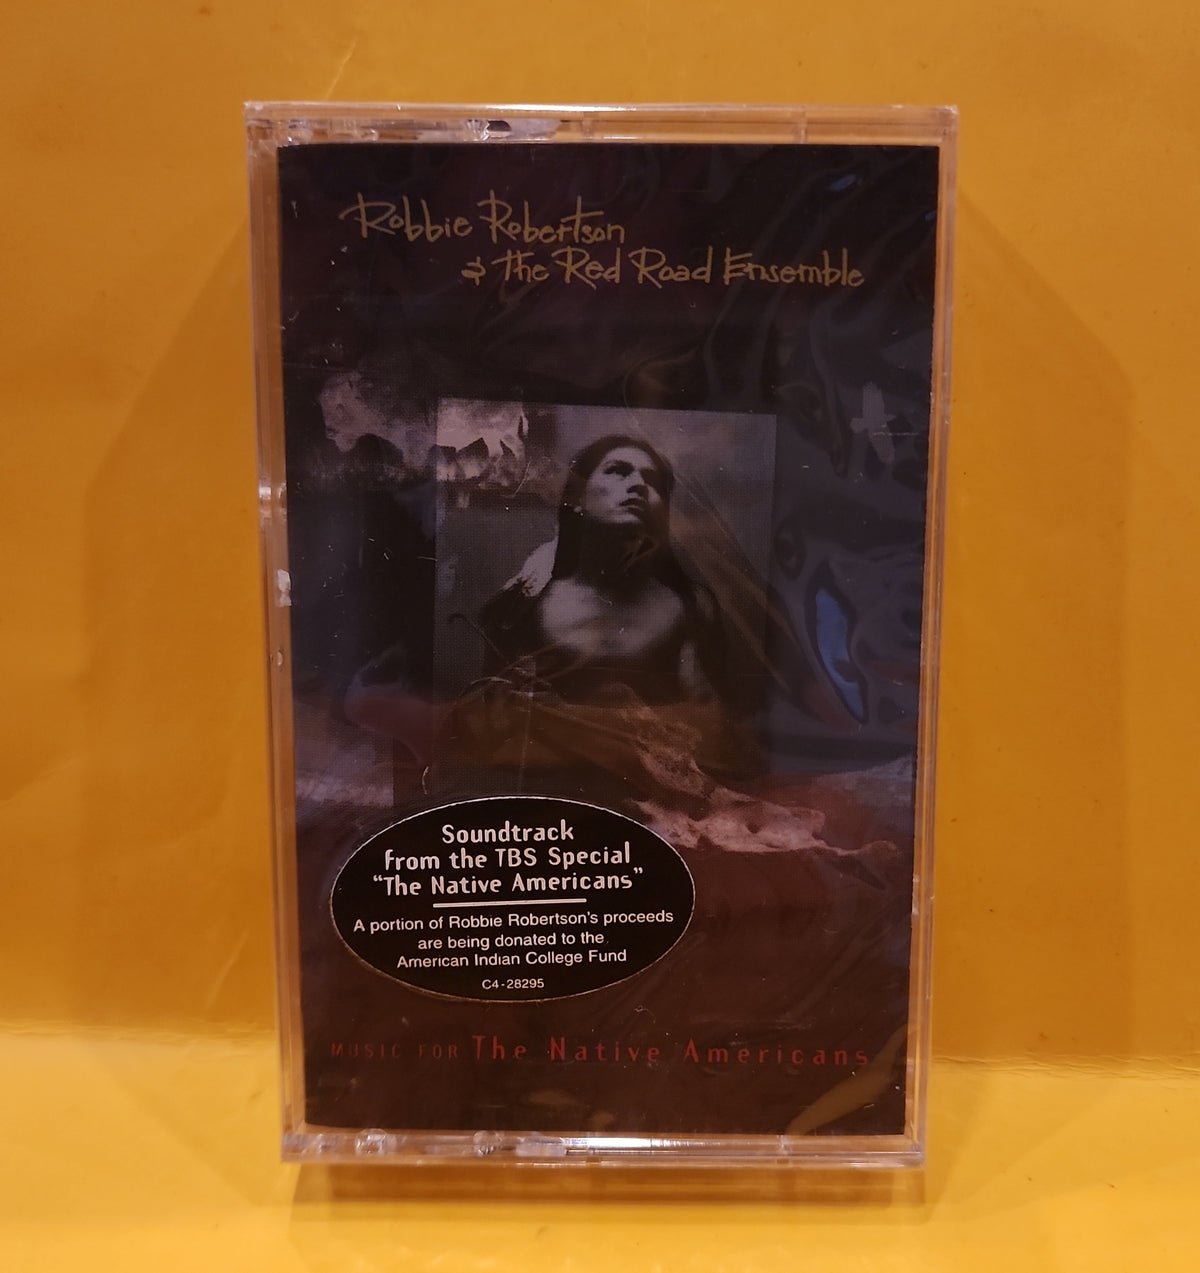 Robbie Robertson
& the Red Road Ensemble
Soundtrack
from the TBS Special
“The Native Americans”
A portion of Robbie Robertson's proceeds
are being donated to the
American Indian College Fund
C4-28295
MUSIC FOR The Native Americans